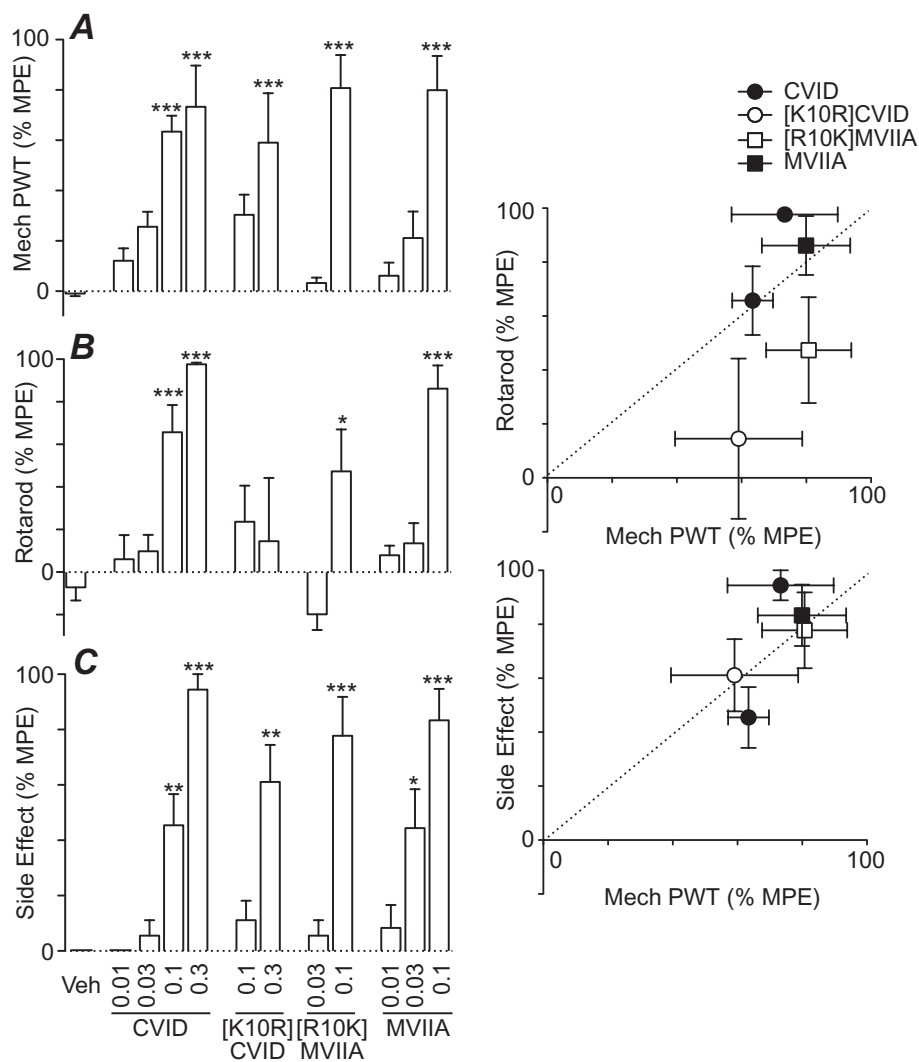 A
100
Mech PWT (% MPE)
0
***
***
***
***
***
B
100
Rotarod (% MPE)
0
***
***
*
***
C
100
Side Effect (% MPE)
0
**
***
**
***
*
***
Veh
0.01
0.03
0.1
0.3
0.1
0.3
0.03
0.1
0.01
0.03
0.1
CVID
[K10R]
CVID
[R10K]
MVIIA
MVIIA
CVID
[K10R]CVID
[R10K]MVIIA
MVIIA
100
Rotarod (% MPE)
0
0
100
Mech PWT (% MPE)
100
Side Effect (% MPE)
0
0
100
Mech PWT (% MPE)